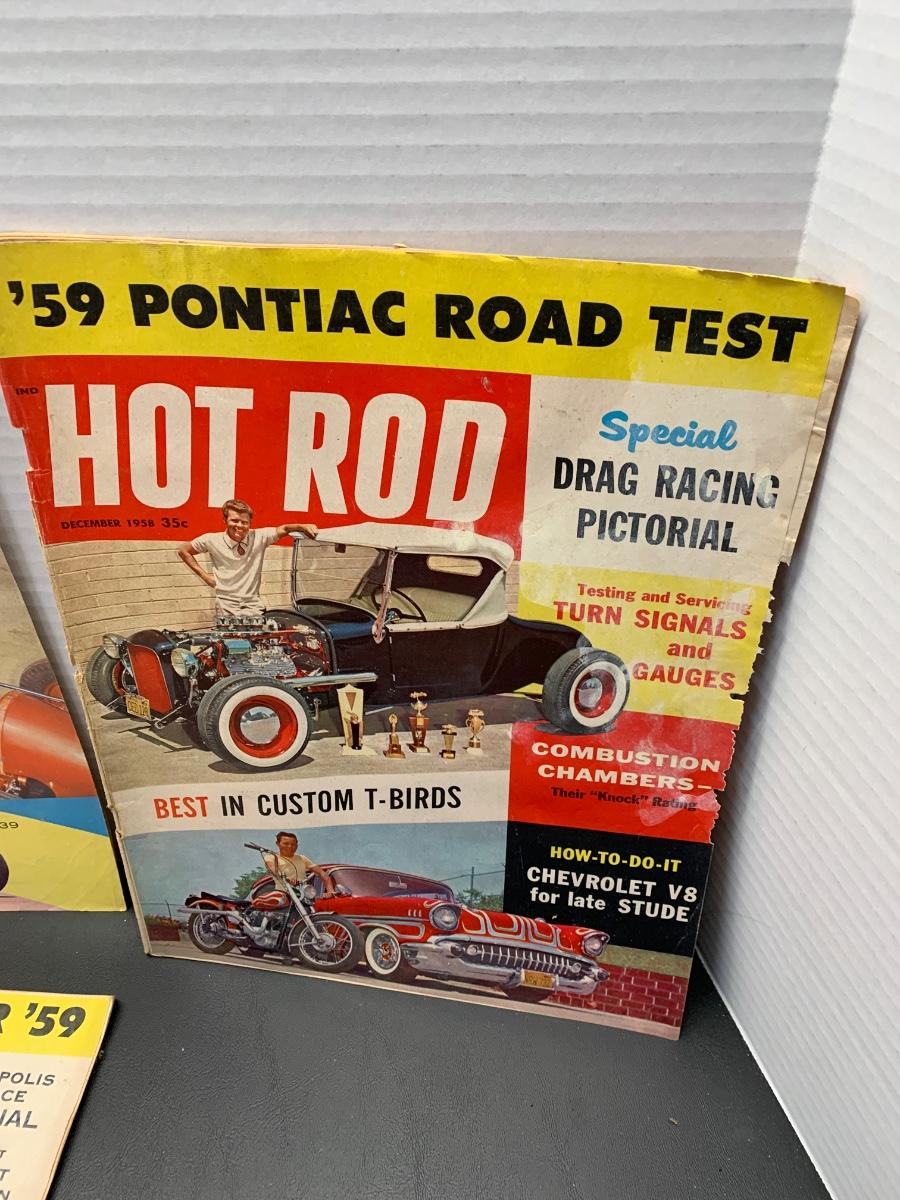 '59 PONTIAC ROAD TEST
IND
HOT ROD
DECEMBER 1958 35c
Special
DRAG RACING
PICTORIAL
Testing and Servicing
TURN SIGNALS
and
GAUGES
COMBUSTION
CHAMBERS—
Their "Knock" Rating
BEST IN CUSTOM T-BIRDS
HOW-TO-DO-IT
CHEVROLET V8
for late STUDE
39
R '59
POLIS
CE
IAL
T
T
N